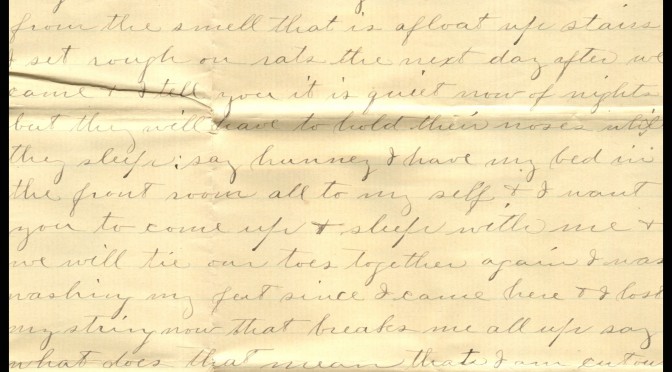 from the smell that is afloat up stairs
I set rough on rats the next day after we
came & I tell you it is quiet now of nights
but they will have to hold their noses
they sleep: say hunney I have my bed in
the front room all to my self & I want
you to come up & sleep with me &
we will tie our toes together again I was
washing my feet since I came here & I lost
my string now that breaks me all up say
what does that mean that I am cut ou